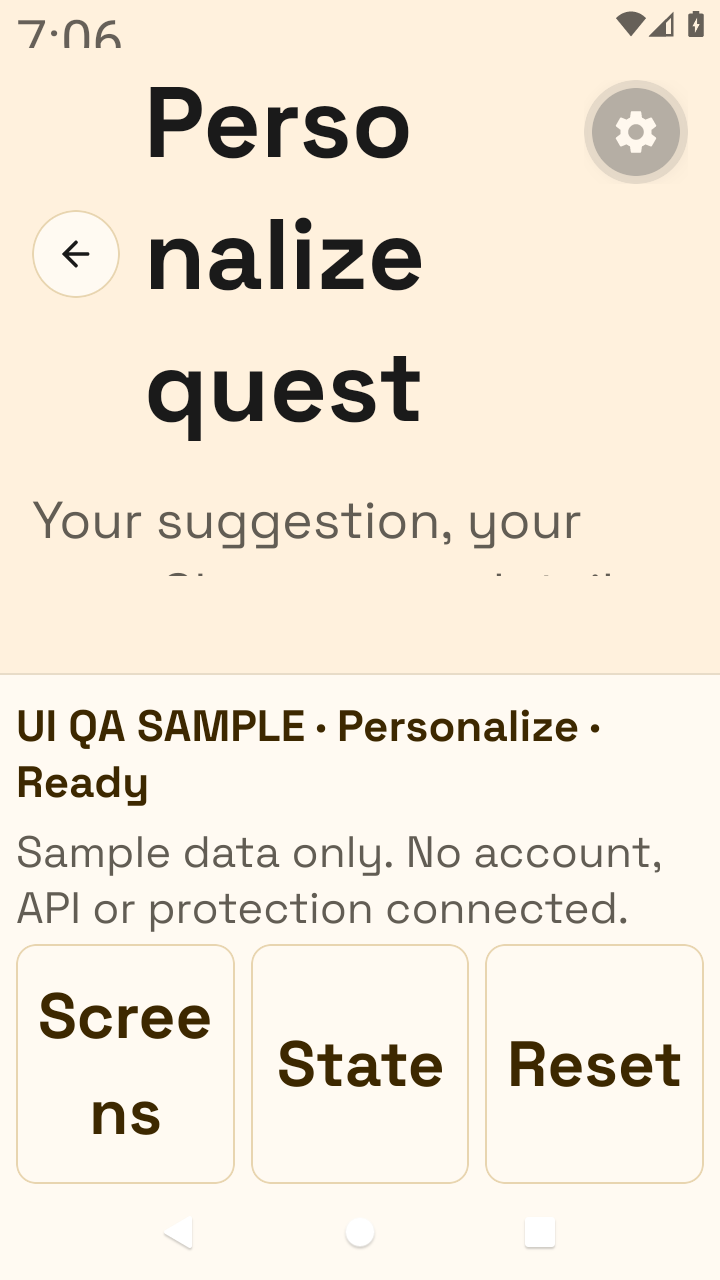 7:06
Perso
nalize
quest
Your suggestion, your
UI QA SAMPLE · Personalize ·
Ready
Sample data only. No account,
API or protection connected.
Scree
ns
State
Reset